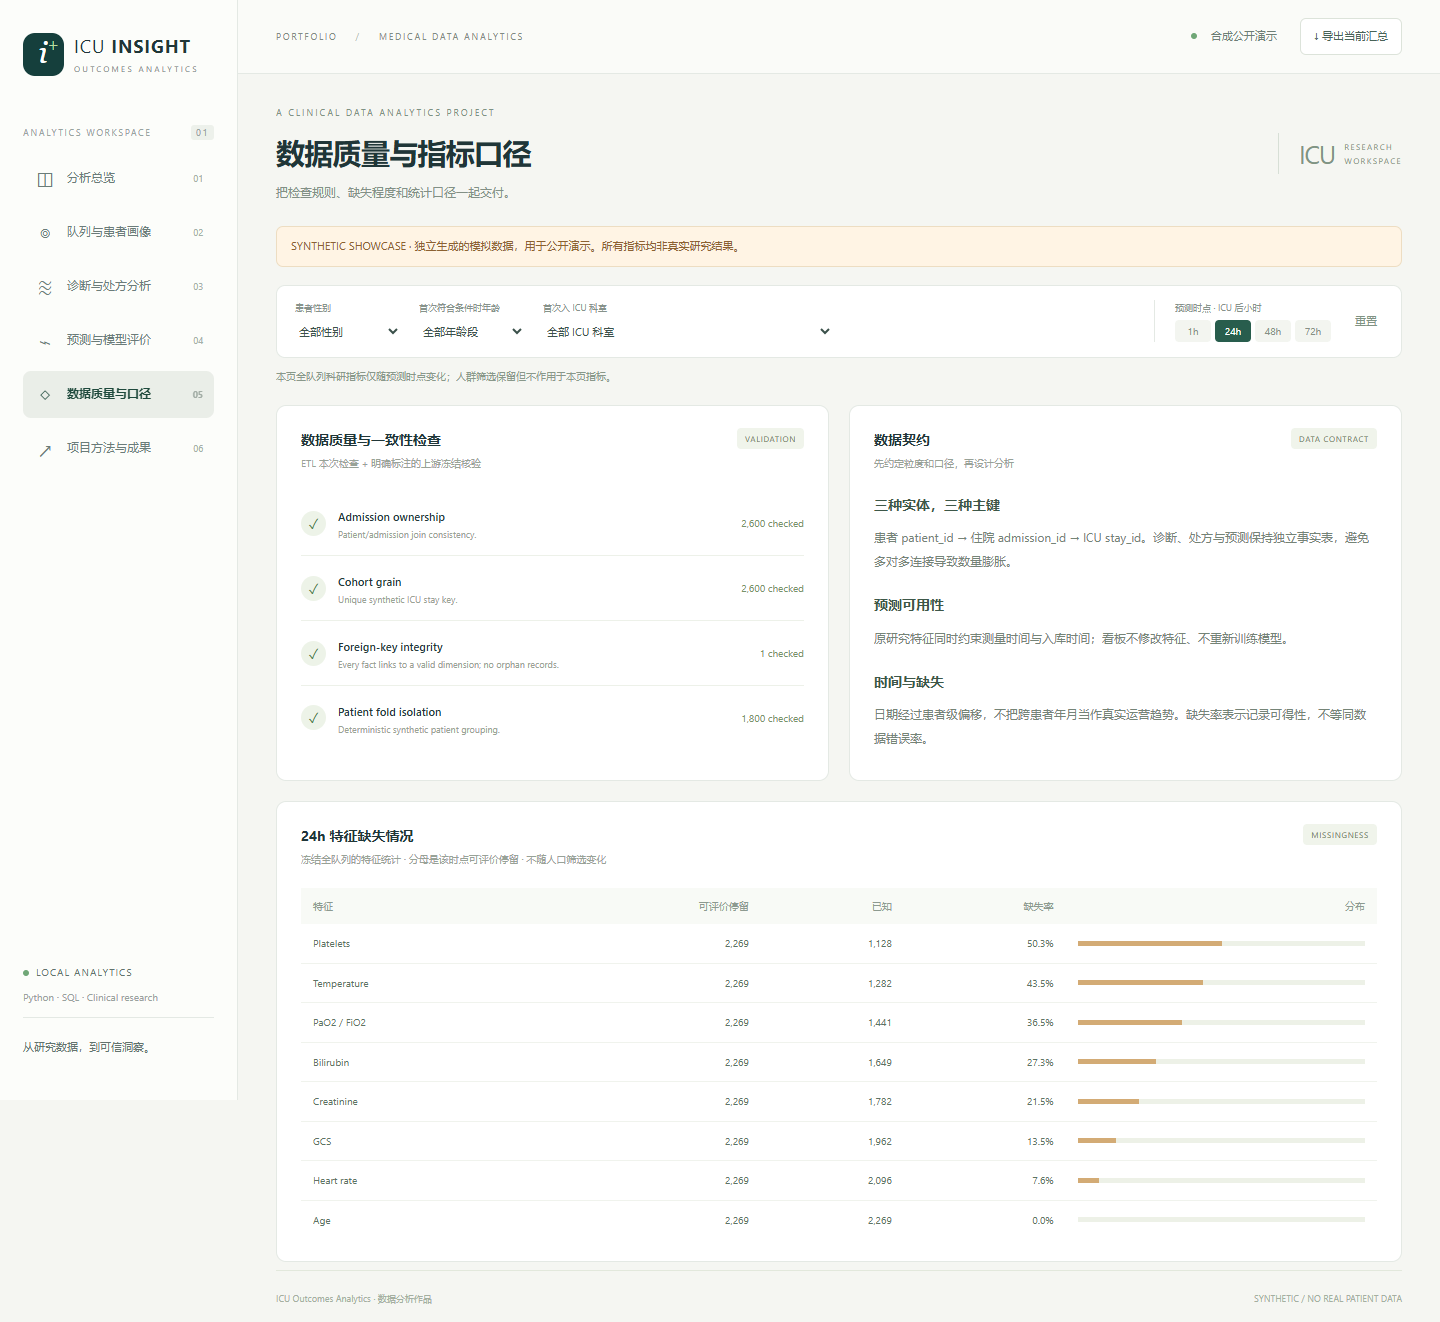 i+
ICU INSIGHT
OUTCOMES ANALYTICS
ANALYTICS WORKSPACE 01
分析总览 01
队列与患者画像 02
诊断与处方分析 03
预测与模型评价 04
数据质量与口径 05
项目方法与成果 06
LOCAL ANALYTICS
Python · SQL · Clinical research
从研究数据，到可信洞察。
PORTFOLIO / MEDICAL DATA ANALYTICS
合成公开演示
↓ 导出当前汇总
A CLINICAL DATA ANALYTICS PROJECT
数据质量与指标口径
把检查规则、缺失程度和统计口径一起交付。
ICU RESEARCH
WORKSPACE
SYNTHETIC SHOWCASE · 独立生成的模拟数据，用于公开演示。所有指标均非真实研究结果。
患者性别 首次符合条件时年龄 首次入 ICU 科室 预测时点 · ICU 后小时
全部性别 全部年龄段 全部 ICU 科室 1h 24h 48h 72h 重置
本页全队列科研指标仅随预测时点变化；人群筛选保留但不作用于本页指标。
数据质量与一致性检查 VALIDATION
ETL 本次检查 + 明确标注的上游冻结核验
Admission ownership
Patient/admission join consistency.
2,600 checked
Cohort grain
Unique synthetic ICU stay key.
2,600 checked
Foreign-key integrity
Every fact links to a valid dimension; no orphan records.
1 checked
Patient fold isolation
Deterministic synthetic patient grouping.
1,800 checked
数据契约 DATA CONTRACT
先约定粒度和口径，再设计分析
三种实体，三种主键
患者 patient_id → 住院 admission_id → ICU stay_id。诊断、处方与预测保持独立事实表，避免
多对多连接导致数量膨胀。
预测可用性
原研究特征同时约束测量时间与入库时间；看板不修改特征、不重新训练模型。
时间与缺失
日期经过患者级偏移，不把跨患者年月当作真实运营趋势。缺失率表示记录可得性，不等同数
据错误率。
24h 特征缺失情况 MISSINGNESS
冻结全队列的特征统计 · 分母是该时点可评价停留 · 不随人口筛选变化
特征 可评价停留 已知 缺失率 分布
Platelets 2,269 1,128 50.3%
Temperature 2,269 1,282 43.5%
PaO2 / FiO2 2,269 1,441 36.5%
Bilirubin 2,269 1,649 27.3%
Creatinine 2,269 1,782 21.5%
GCS 2,269 1,962 13.5%
Heart rate 2,269 2,096 7.6%
Age 2,269 2,269 0.0%
ICU Outcomes Analytics · 数据分析作品
SYNTHETIC / NO REAL PATIENT DATA